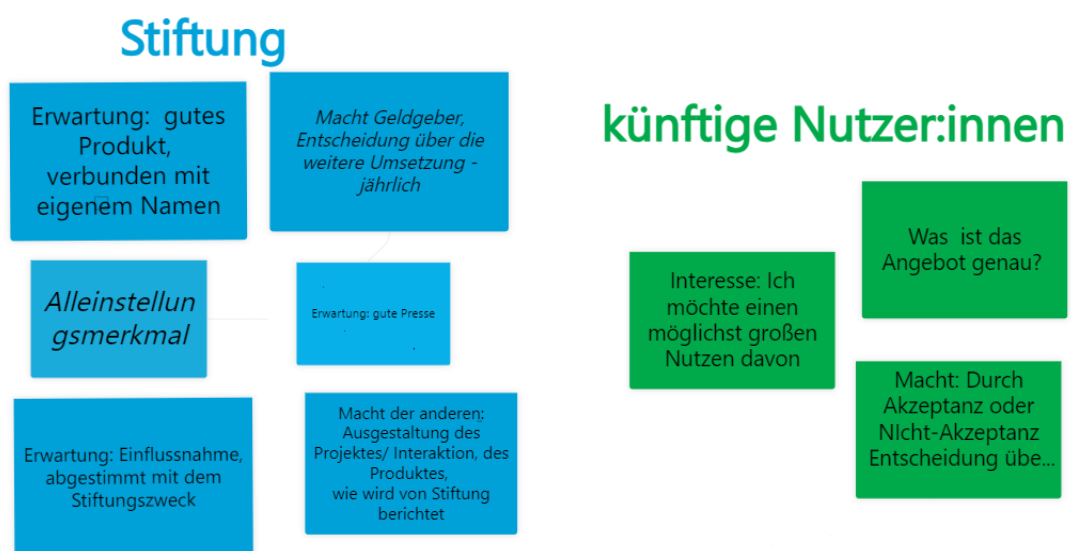 Stiftung
Erwartung: gutes
Produkt,
verbunden mit
eigenem Namen
Macht Geldgeber,
Entscheidung über die
weitere Umsetzung -
jährlich
Alleinstellun
gsmerkmal
Erwartung: gute Presse
Erwartung: Einflussnahme,
abgestimmt mit dem
Stiftungszweck
Macht der anderen:
Ausgestaltung des
Projektes/ Interaktion, des
Produktes,
wie wird von Stiftung
berichtet
künftige Nutzer:innen
Was ist das
Angebot genau?
Interesse: Ich
möchte einen
möglichst großen
Nutzen davon
Macht: Durch
Akzeptanz oder
NIcht-Akzeptanz
Entscheidung übe...